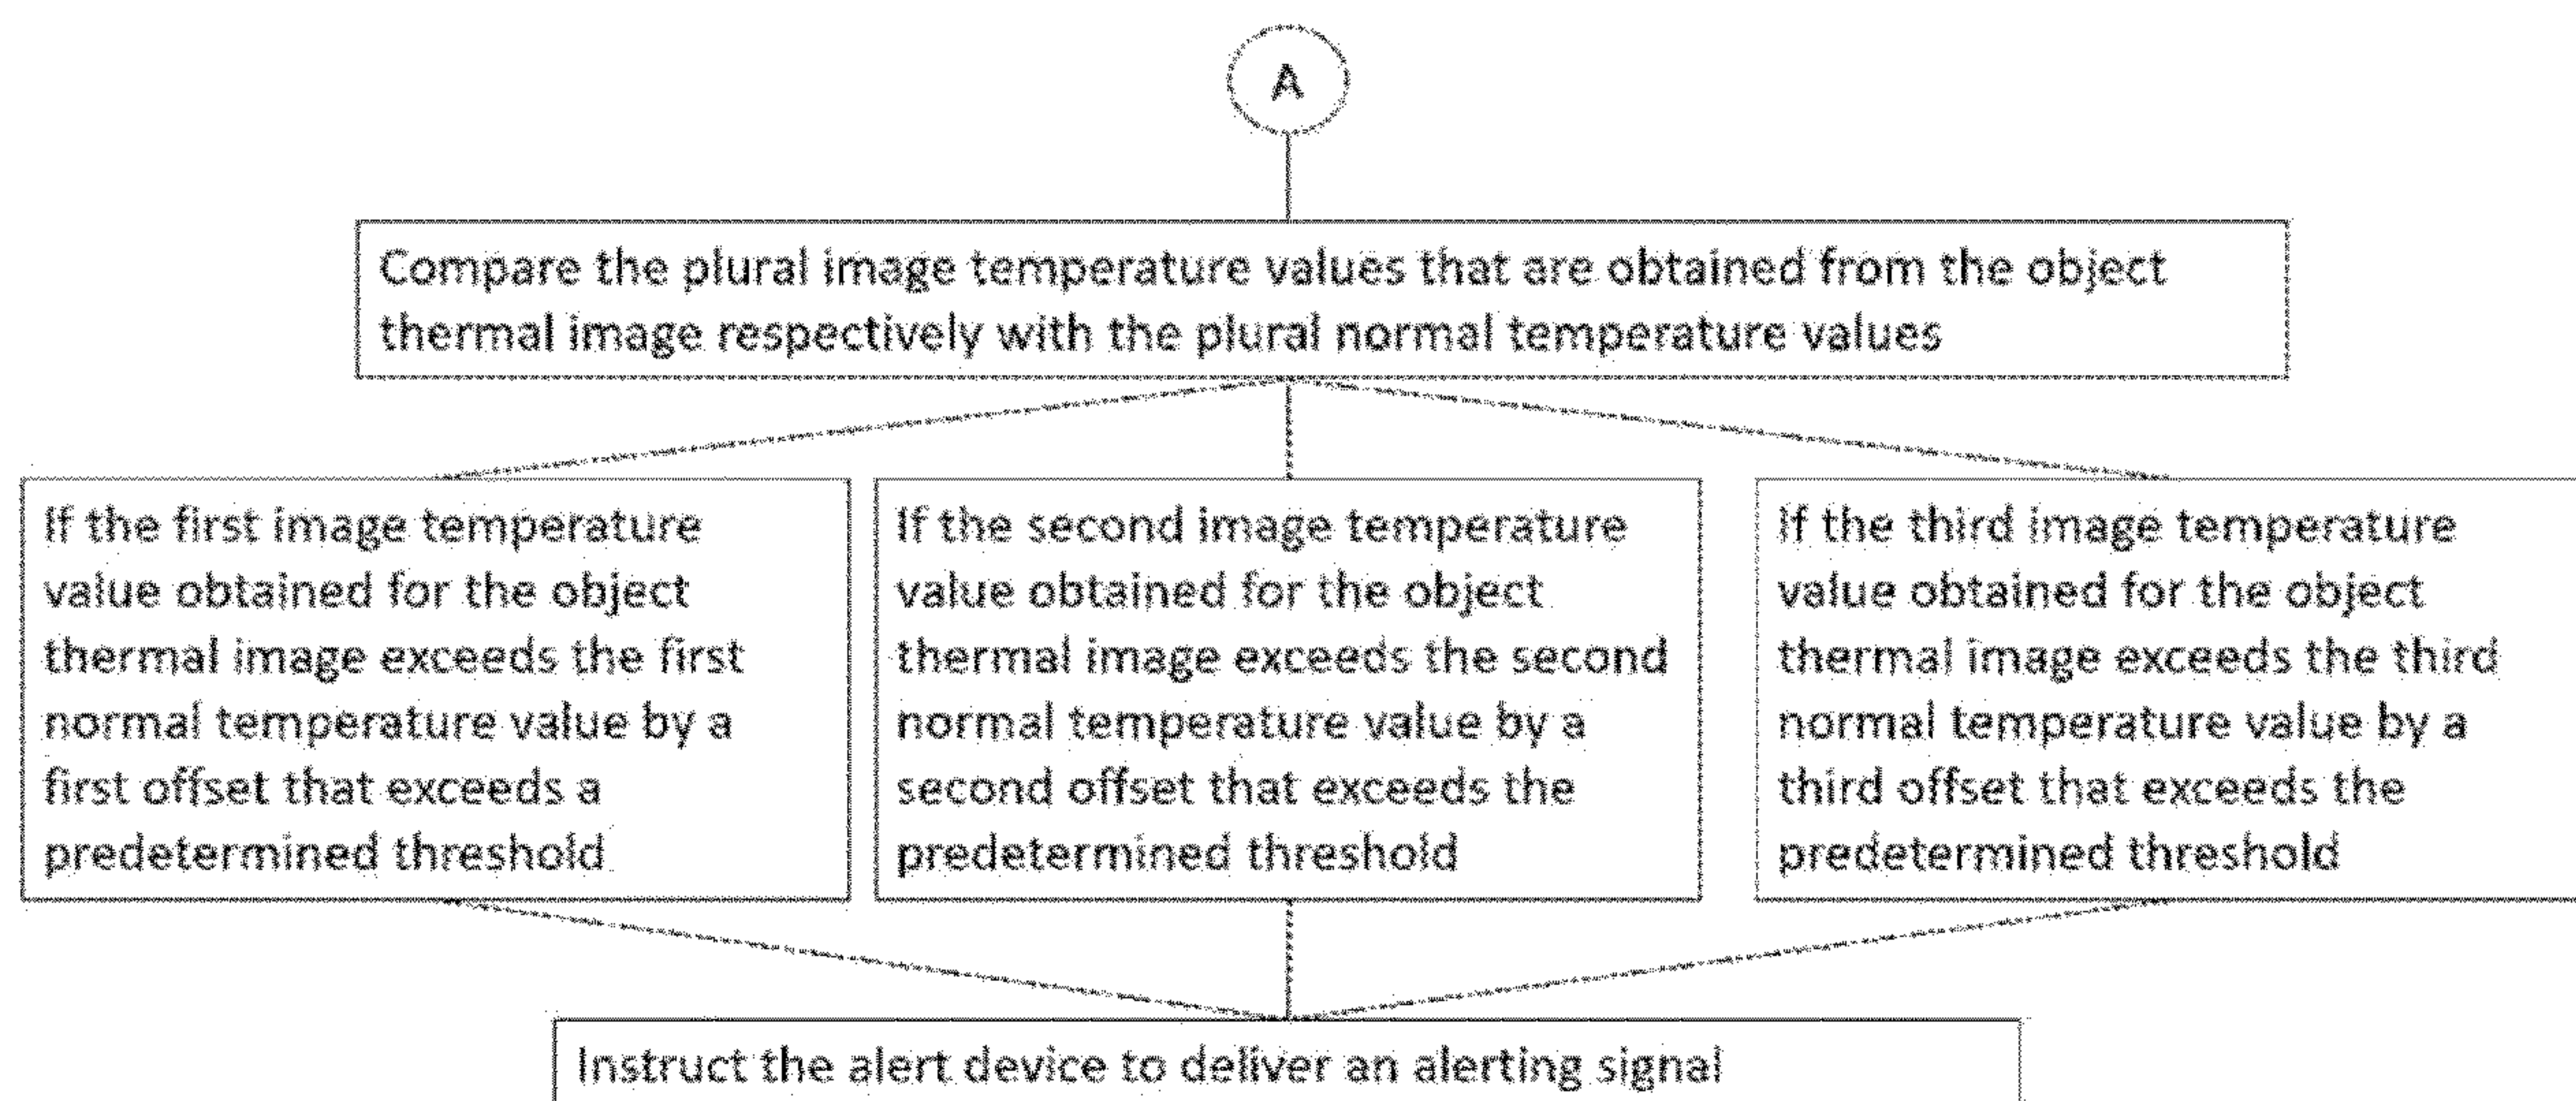 A
Compare the plural image temperature values that are obtained from the object
thermal image respectively with the plural normal temperature values
If the first image temperature
value obtained for the object
thermal image exceeds the first
normal temperature value by a
first offset that exceeds a
predetermined threshold
If the second image temperature
value obtained for the object
thermal image exceeds the second
normal temperature value by a
second offset that exceeds the
predetermined threshold
If the third image temperature
value obtained for the object
thermal image exceeds the third
normal temperature value by a
third offset that exceeds the
predetermined threshold
Instruct the alert device to deliver an alerting signal